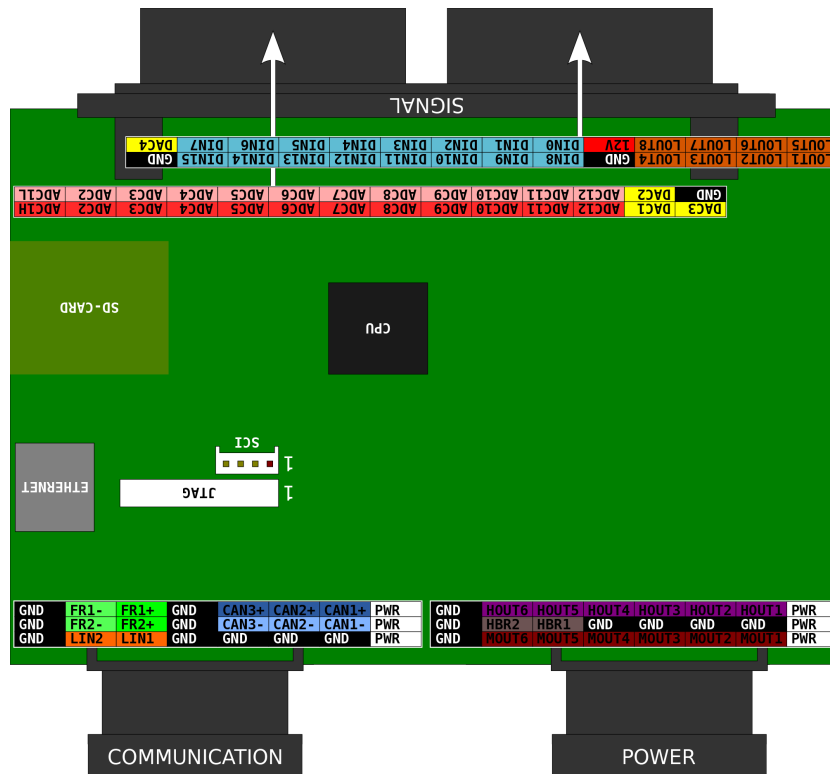 SIGNAL
DAC4 DIN7 DIN6 DIN5 DIN4 DIN3 DIN2 DIN1 DIN0 12V LOUT8 LOUT7 LOUT6 LOUT5
GND DIN15 DIN14 DIN13 DIN12 DIN11 DIN10 DIN9 DIN8 GND LOUT4 LOUT3 LOUT2 LOUT1
ADC1L ADC2 ADC3 ADC4 ADC5 ADC6 ADC7 ADC8 ADC9 ADC10 ADC11 ADC12 DAC2 GND
ADC1H ADC2 ADC3 ADC4 ADC5 ADC6 ADC7 ADC8 ADC9 ADC10 ADC11 ADC12 DAC1 DAC3
SD-CARD
CPU
SCI
1
ETHERNET
JTAG
1
GND FR1- FR1+ GND CAN3+ CAN2+ CAN1+ PWR
GND FR2- FR2+ GND CAN3- CAN2- CAN1- PWR
GND LIN2 LIN1 GND GND GND GND PWR
GND HOUT6 HOUT5 HOUT4 HOUT3 HOUT2 HOUT1 PWR
GND HBR2 HBR1 GND GND GND GND PWR
GND MOUT6 MOUT5 MOUT4 MOUT3 MOUT2 MOUT1 PWR
COMMUNICATION
POWER